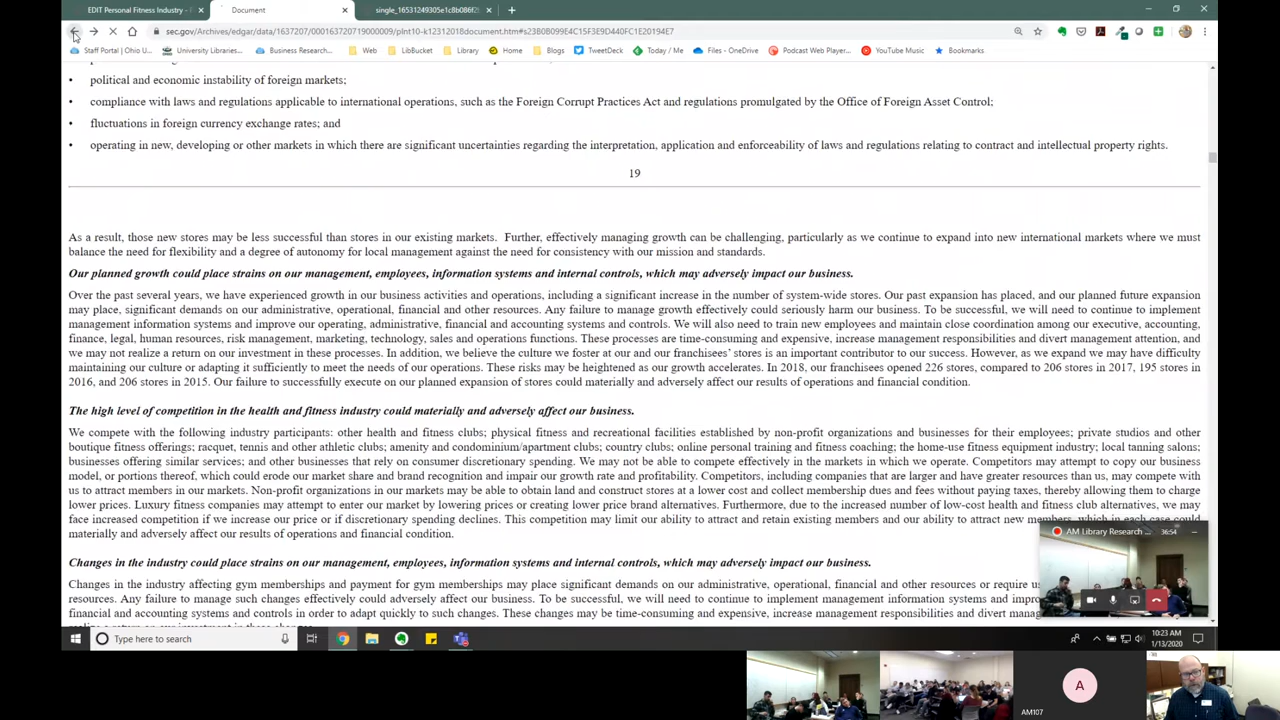 EDIT Personal Fitness Industry - F
Document
single_16531249305e1c8b086f2
sec.gov/Archives/edgar/data/1637207/000163720719000009/plnt10-k12312018document.htm#s23B0B099E4C15F3E9D440FC1E20194E7
Staff Portal | Ohio U...
University Libraries...
Business Research...
Web
LibBucket
Library
Home
Blogs
TweetDeck
Today / Me
Files - OneDrive
Podcast Web Player...
YouTube Music
Bookmarks
• political and economic instability of foreign markets;
• compliance with laws and regulations applicable to international operations, such as the Foreign Corrupt Practices Act and regulations promulgated by the Office of Foreign Asset Control;
• fluctuations in foreign currency exchange rates; and
• operating in new, developing or other markets in which there are significant uncertainties regarding the interpretation, application and enforceability of laws and regulations relating to contract and intellectual property rights.
19
As a result, those new stores may be less successful than stores in our existing markets. Further, effectively managing growth can be challenging, particularly as we continue to expand into new international markets where we must
balance the need for flexibility and a degree of autonomy for local management against the need for consistency with our mission and standards.
Our planned growth could place strains on our management, employees, information systems and internal controls, which may adversely impact our business.
Over the past several years, we have experienced growth in our business activities and operations, including a significant increase in the number of system-wide stores. Our past expansion has placed, and our planned future expansion
may place, significant demands on our administrative, operational, financial and other resources. Any failure to manage growth effectively could seriously harm our business. To be successful, we will need to continue to implement
management information systems and improve our operating, administrative, financial and accounting systems and controls. We will also need to train new employees and maintain close coordination among our executive, accounting,
finance, legal, human resources, risk management, marketing, technology, sales and operations functions. These processes are time-consuming and expensive, increase management responsibilities and divert management attention, and
we may not realize a return on our investment in these processes. In addition, we believe the culture we foster at our and our franchisees' stores is an important contributor to our success. However, as we expand we may have difficulty
maintaining our culture or adapting it sufficiently to meet the needs of our operations. These risks may be heightened as our growth accelerates. In 2018, our franchisees opened 226 stores, compared to 206 stores in 2017, 195 stores in
2016, and 206 stores in 2015. Our failure to successfully execute on our planned expansion of stores could materially and adversely affect our results of operations and financial condition.
The high level of competition in the health and fitness industry could materially and adversely affect our business.
We compete with the following industry participants: other health and fitness clubs; physical fitness and recreational facilities established by non-profit organizations and businesses for their employees; private studios and other
boutique fitness offerings; racquet, tennis and other athletic clubs; amenity and condominium/apartment clubs; country clubs; online personal training and fitness coaching; the home-use fitness equipment industry; local tanning salons;
businesses offering similar services; and other businesses that rely on consumer discretionary spending. We may not be able to compete effectively in the markets in which we operate. Competitors may attempt to copy our business
model, or portions thereof, which could erode our market share and brand recognition and impair our growth rate and profitability. Competitors, including companies that are larger and have greater resources than us, may compete with
us to attract members in our markets. Non-profit organizations in our markets may be able to obtain land and construct stores at a lower cost and collect membership dues and fees without paying taxes, thereby allowing them to charge
lower prices. Luxury fitness companies may attempt to enter our market by lowering prices or creating lower price brand alternatives. Furthermore, due to the increased number of low-cost health and fitness club alternatives, we may
face increased competition if we increase our price or if discretionary spending declines. This competition may limit our ability to attract and retain existing members and our ability to attract new members, which in each case could
materially and adversely affect our results of operations and financial condition.
Changes in the industry could place strains on our management, employees, information systems and internal controls, which may adversely impact our business.
Changes in the industry affecting gym memberships and payment for gym memberships may place significant demands on our administrative, operational, financial and other resources or require us
resources. Any failure to manage such changes effectively could adversely affect our business. To be successful, we will need to continue to implement management information systems and impro
financial and accounting systems and controls in order to adapt quickly to such changes. These changes may be time-consuming and expensive, increase management responsibilities and divert manag
AM Library Research ...
36:54
Type here to search
10:23 AM
1/13/2020
A
AM107